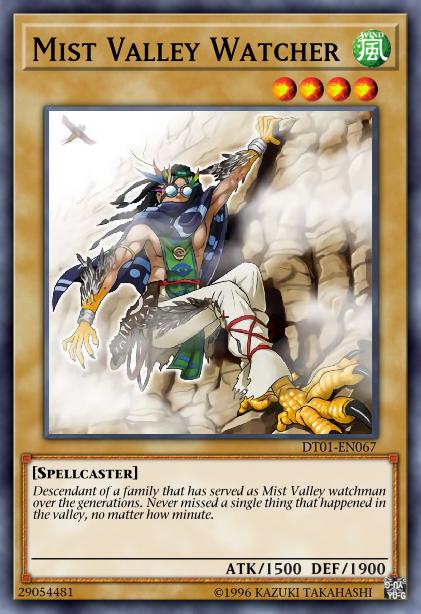 MIST VALLEY WATCHER
WIND
風
DT01-EN067
[SPELLCASTER]
Descendant of a family that has served as Mist Valley watchman
over the generations. Never missed a single thing that happened in
the valley, no matter how minute.
ATK/1500 DEF/1900
29054481
©1996 KAZUKI TAKAHASHI